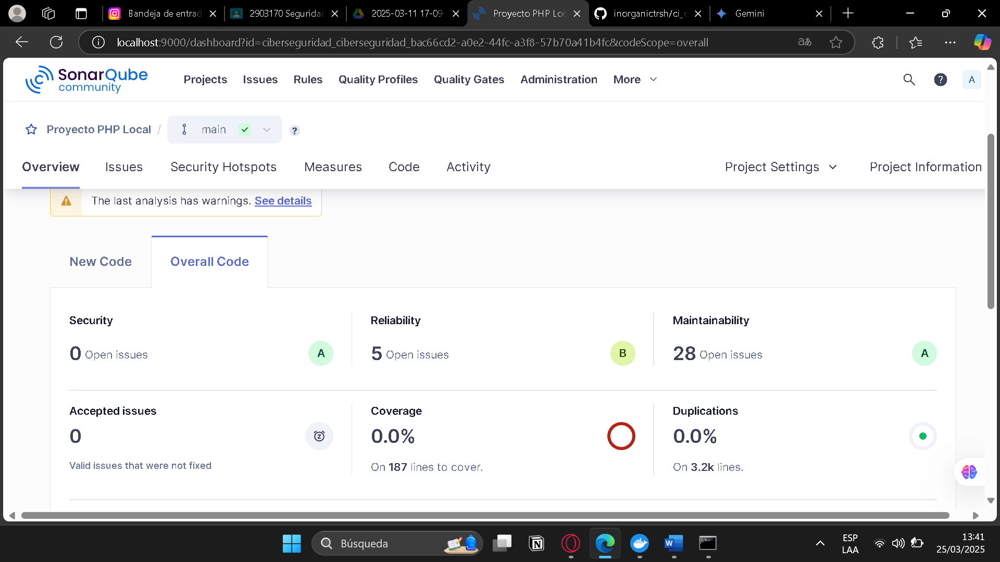 Bandeja de entrad
2903170 Seguridad
2025-03-11 17-09-
Proyecto PHP Loc
inorganictrsh/ci_c
Gemini
localhost:9000/dashboard?id=ciberseguridad_ciberseguridad_bac66cd2-a0e2-44fc-a3f8-57b70a41b4fc&codeScope=overall
aあ
SonarQube
community
Projects
Issues
Rules
Quality Profiles
Quality Gates
Administration
More
?
A
Proyecto PHP Local / main
?
Overview
Issues
Security Hotspots
Measures
Code
Activity
Project Settings
Project Information
The last analysis has warnings. See details
New Code
Overall Code
Security
0 Open issues
A
Reliability
5 Open issues
B
Maintainability
28 Open issues
A
Accepted issues
0
Valid issues that were not fixed
Coverage
0.0%
On 187 lines to cover.
Duplications
0.0%
On 3.2k lines.
Búsqueda
ESP
LAA
13:41
25/03/2025